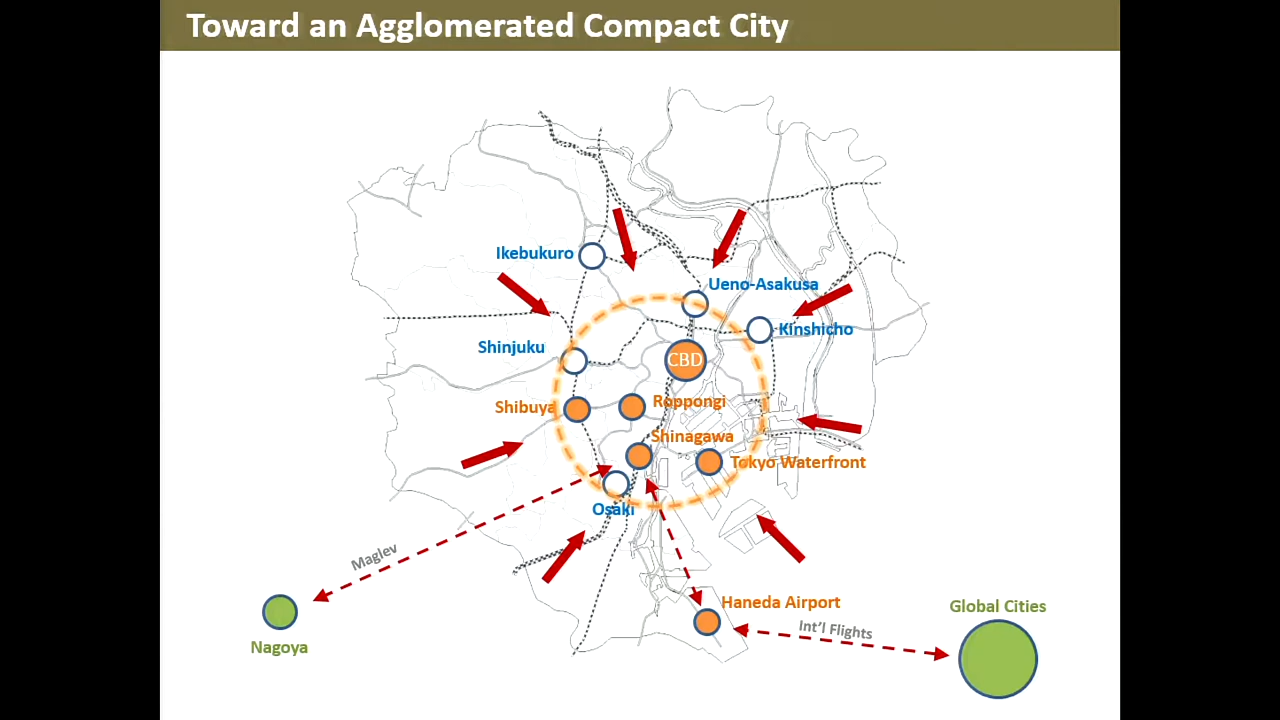 Toward an Agglomerated Compact City
Ikebukuro
Ueno-Asakusa
Kinshicho
Shinjuku
CBD
Shibuya
Roppongi
Shinagawa
Tokyo Waterfront
Osaki
Maglev
Haneda Airport
Global Cities
Int'l Flights
Nagoya